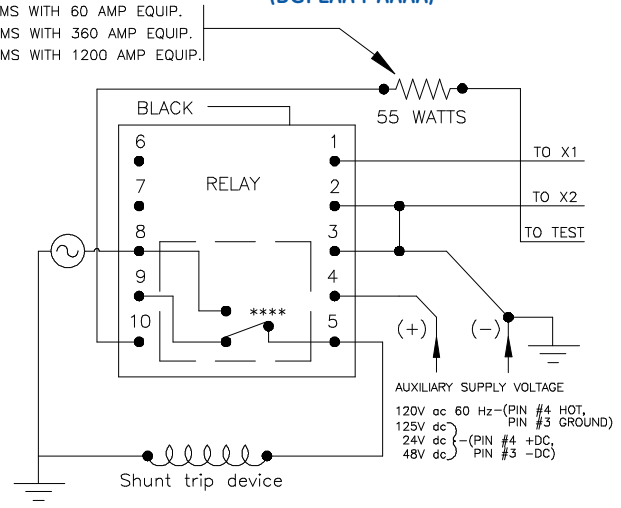 MS WITH 60 AMP EQUIP.
MS WITH 360 AMP EQUIP.
MS WITH 1200 AMP EQUIP.
55 WATTS
BLACK
RELAY
6
7
8
9
10
1
2
3
4
5
****
TO X1
TO X2
TO TEST
(+)
(-)
AUXILIARY SUPPLY VOLTAGE
120V ac 60 Hz-(PIN #4 HOT,
PIN #3 GROUND)
125V dc
24V dc -(PIN #4 +DC,
48V dc PIN #3 -DC)
Shunt trip device